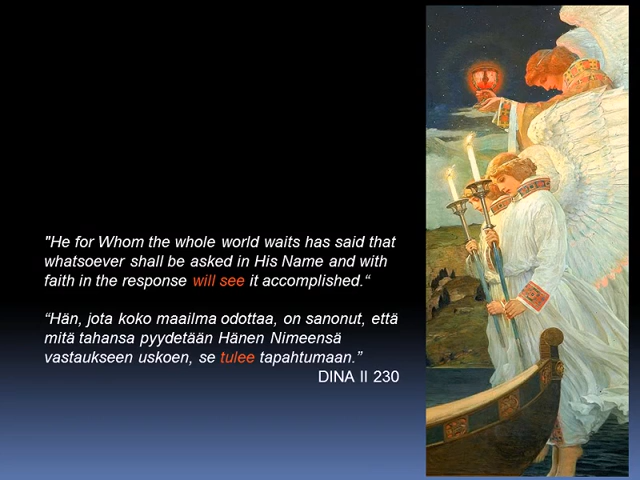 "He for Whom the whole world waits has said that
whatsoever shall be asked in His Name and with
faith in the response will see it accomplished.“
“Hän, jota koko maailma odottaa, on sanonut, että
mitä tahansa pyydetään Hänen Nimeensä
vastaukseen uskoen, se tulee tapahtumaan.”
DINA II 230